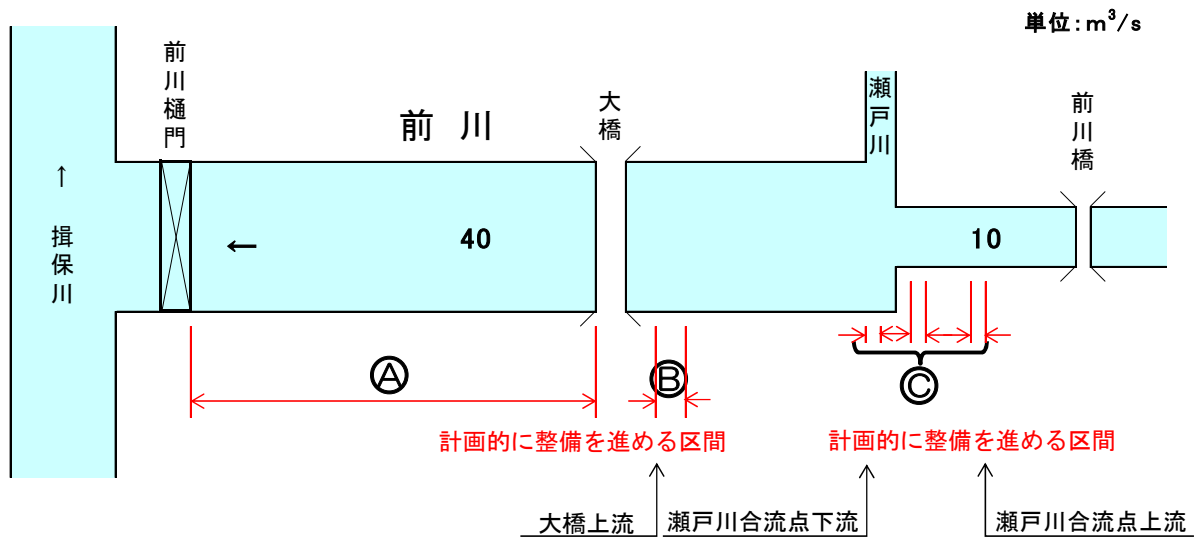 単位:m³/s
前川樋門
大橋
瀬戸川
前川橋
前 川
↑ 揖保川
←
40
10
Ⓐ
Ⓑ
Ⓒ
計画的に整備を進める区間
計画的に整備を進める区間
大橋上流
瀬戸川合流点下流
瀬戸川合流点上流